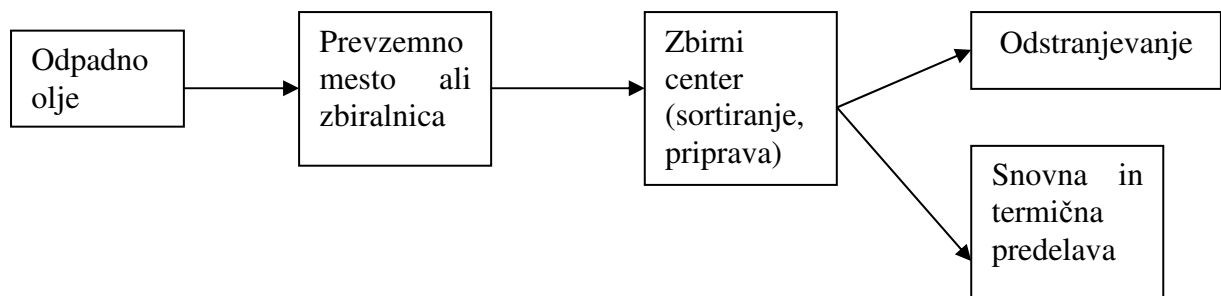 Odpadno
olje
Prevzemno
mesto ali
zbiralnica
Zbirni
center
(sortiranje,
priprava)
Odstranjevanje
Snovna in
termična
predelava